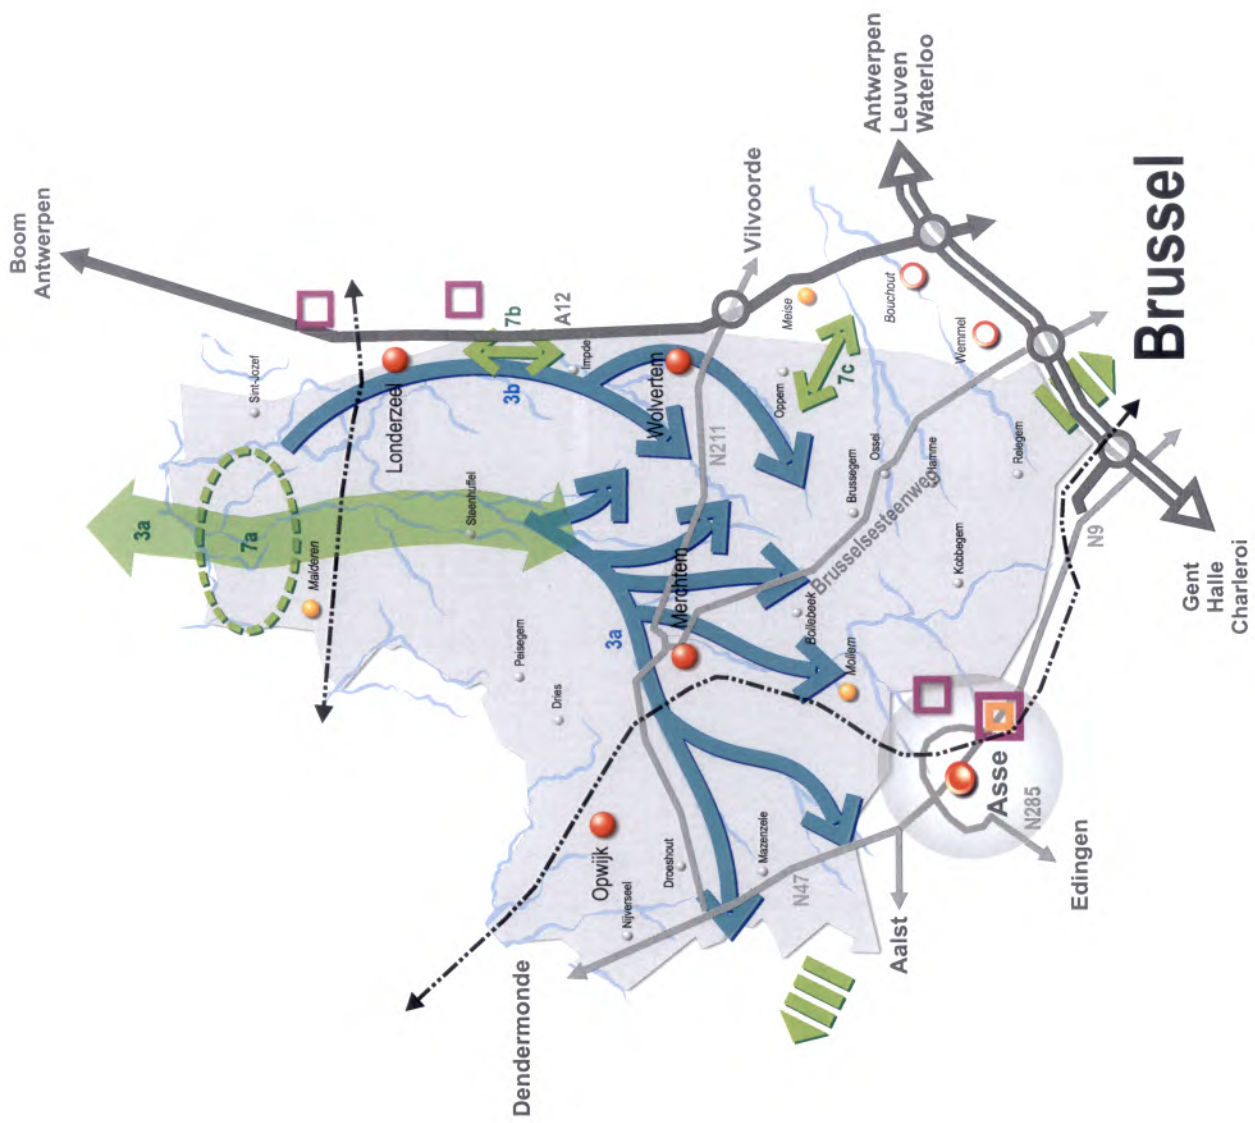 Boom
Antwerpen
Antwerpen
Leuven
Waterloo
Vilvoorde
Brussel
Gent
Halle
Charleroi
Edingen
Aalst
Dendermonde
Sint-Jozef
Londerzeel
3a
7a
Malderen
Steenhuffel
3b
7b
A12
Impde
Wolvertem
N211
Meise
Bouchout
Wemmel
7c
Oppem
Ossel
Brussegem
Hamme
Relegem
Brusselsesteenweg
Kobbegem
N9
Merchtem
3a
Bollebeek
Mollem
Peisegem
Dries
Opwijk
Droeshout
Nijverseel
Mazenzele
N47
Asse
N285